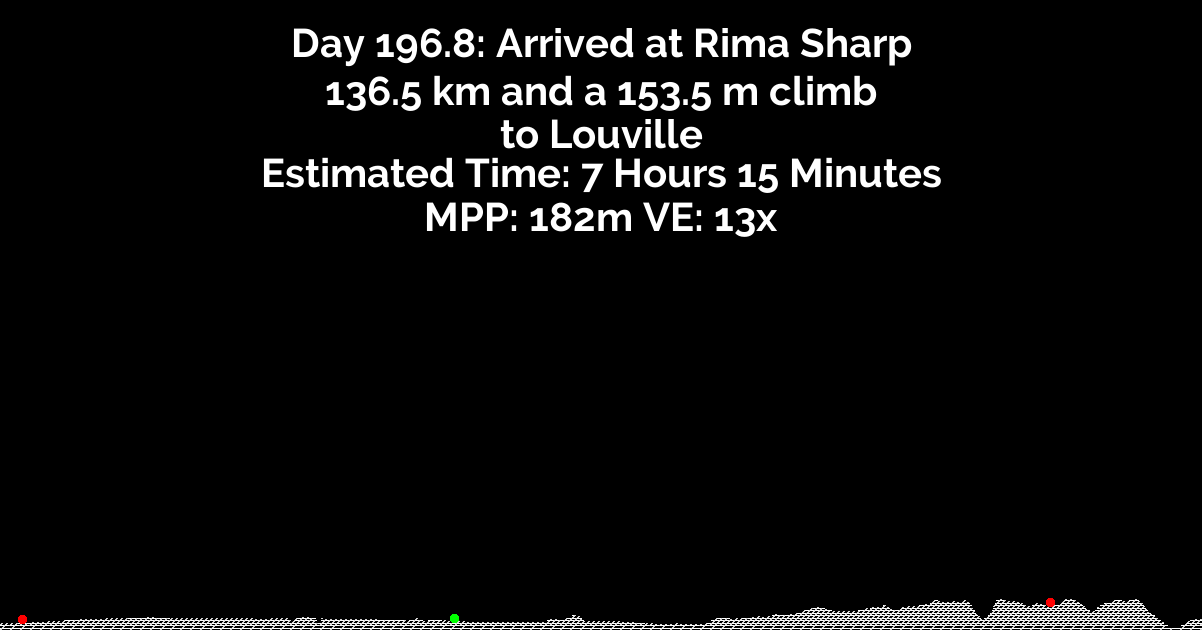 Day 196.8: Arrived at Rima Sharp
136.5 km and a 153.5 m climb
to Louville
Estimated Time: 7 Hours 15 Minutes
MPP: 182m VE: 13x